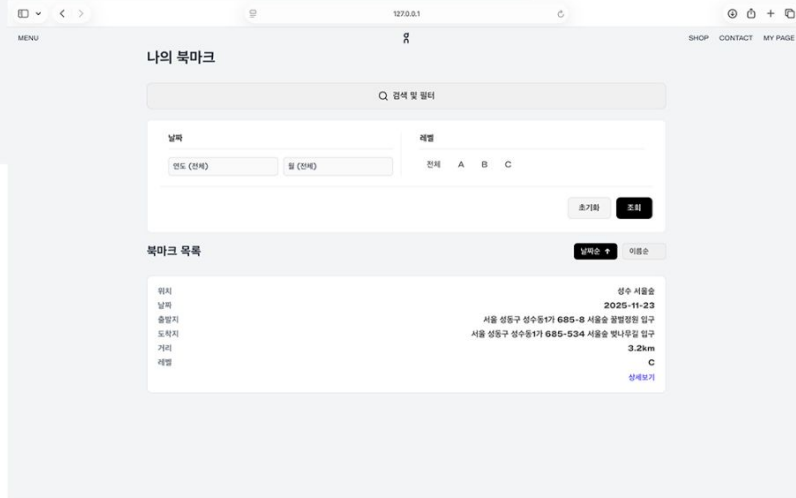 127.0.0.1
MENU
SHOP CONTACT MY PAGE
나의 북마크
검색 및 필터
날짜
레벨
연도 (전체) 월 (전체)
전체 A B C
초기화 조회
북마크 목록
날짜순 ↑ 이름순
위치 성수 서울숲
날짜 2025-11-23
출발지 서울 성동구 성수동1가 685-8 서울숲 꿀벌정원 입구
도착지 서울 성동구 성수동1가 685-534 서울숲 벚나무길 입구
거리 3.2km
레벨 C
상세보기